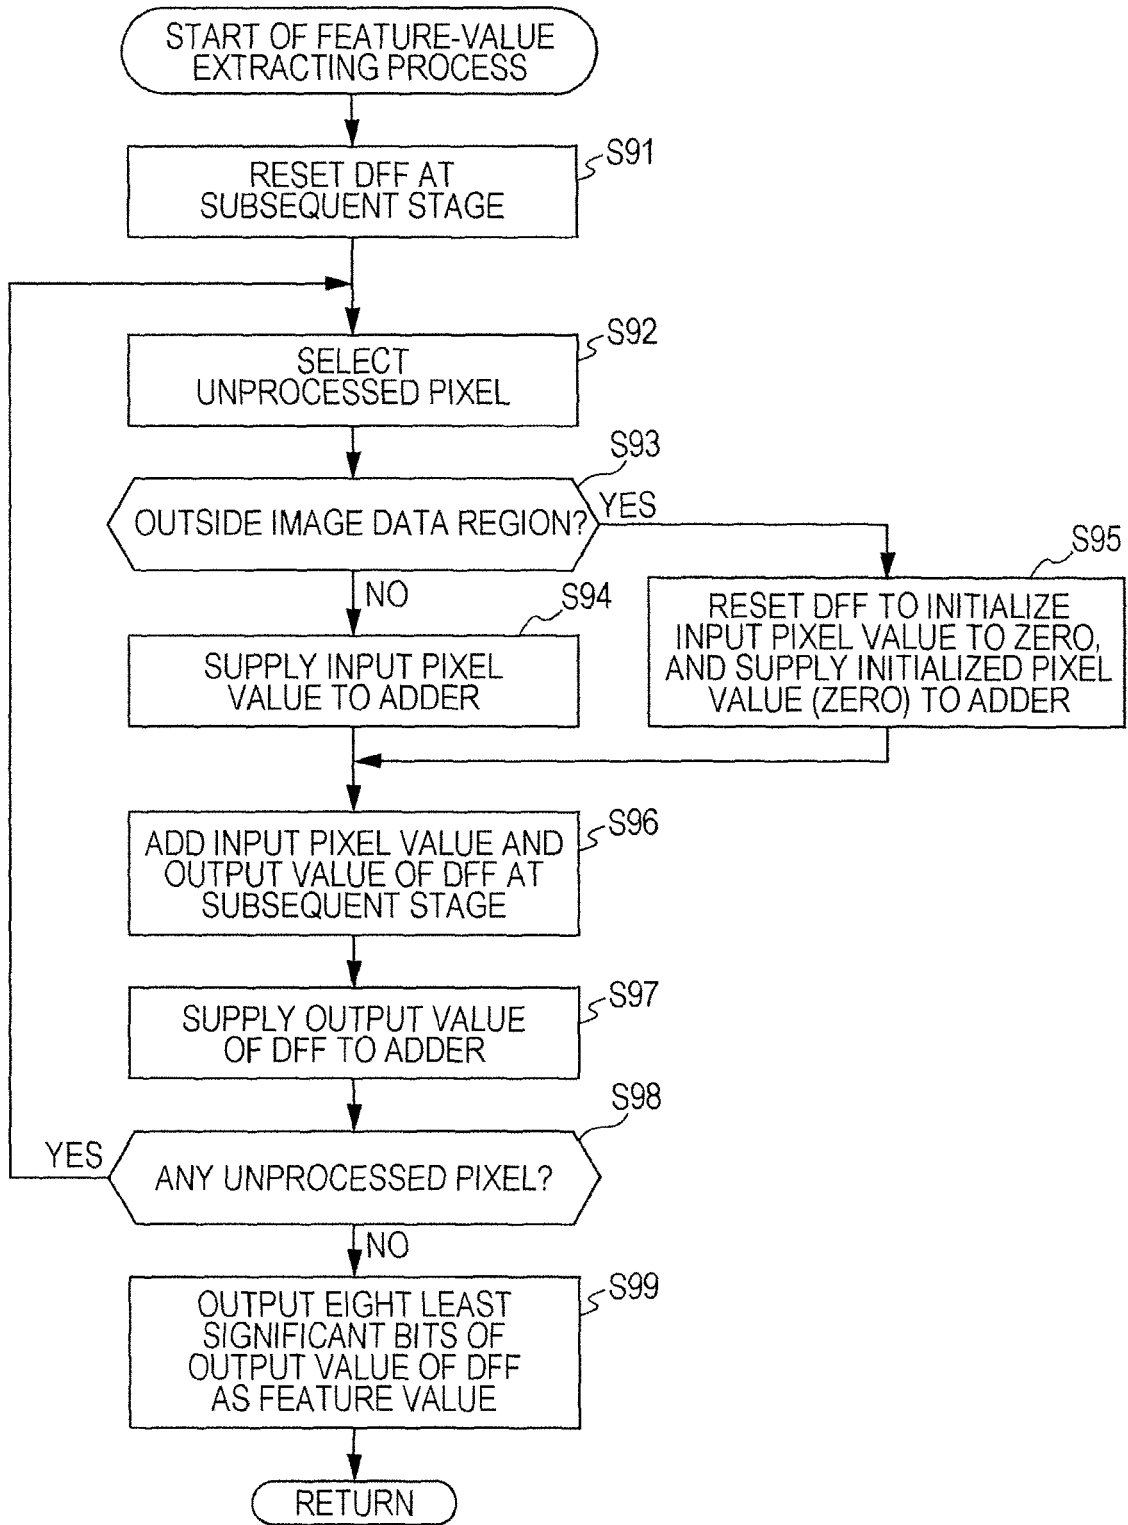 START OF FEATURE-VALUE
EXTRACTING PROCESS
S91
RESET DFF AT
SUBSEQUENT STAGE
S92
SELECT
UNPROCESSED PIXEL
S93
OUTSIDE IMAGE DATA REGION?
YES
NO
S94
SUPPLY INPUT PIXEL
VALUE TO ADDER
S95
RESET DFF TO INITIALIZE
INPUT PIXEL VALUE TO ZERO,
AND SUPPLY INITIALIZED PIXEL
VALUE (ZERO) TO ADDER
S96
ADD INPUT PIXEL VALUE AND
OUTPUT VALUE OF DFF AT
SUBSEQUENT STAGE
S97
SUPPLY OUTPUT VALUE
OF DFF TO ADDER
S98
YES
ANY UNPROCESSED PIXEL?
NO
S99
OUTPUT EIGHT LEAST
SIGNIFICANT BITS OF
OUTPUT VALUE OF DFF
AS FEATURE VALUE
RETURN